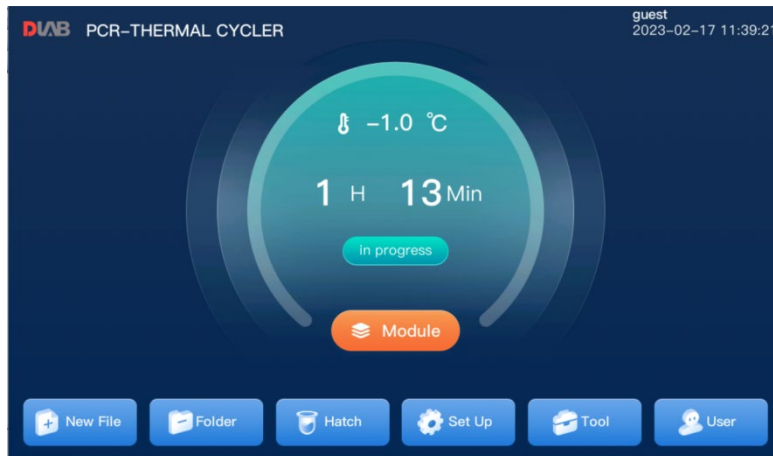 DLAB PCR-THERMAL CYCLER
guest
2023-02-17 11:39:21
-1.0 ℃
1 H 13 Min
in progress
Module
New File Folder Hatch Set Up Tool User